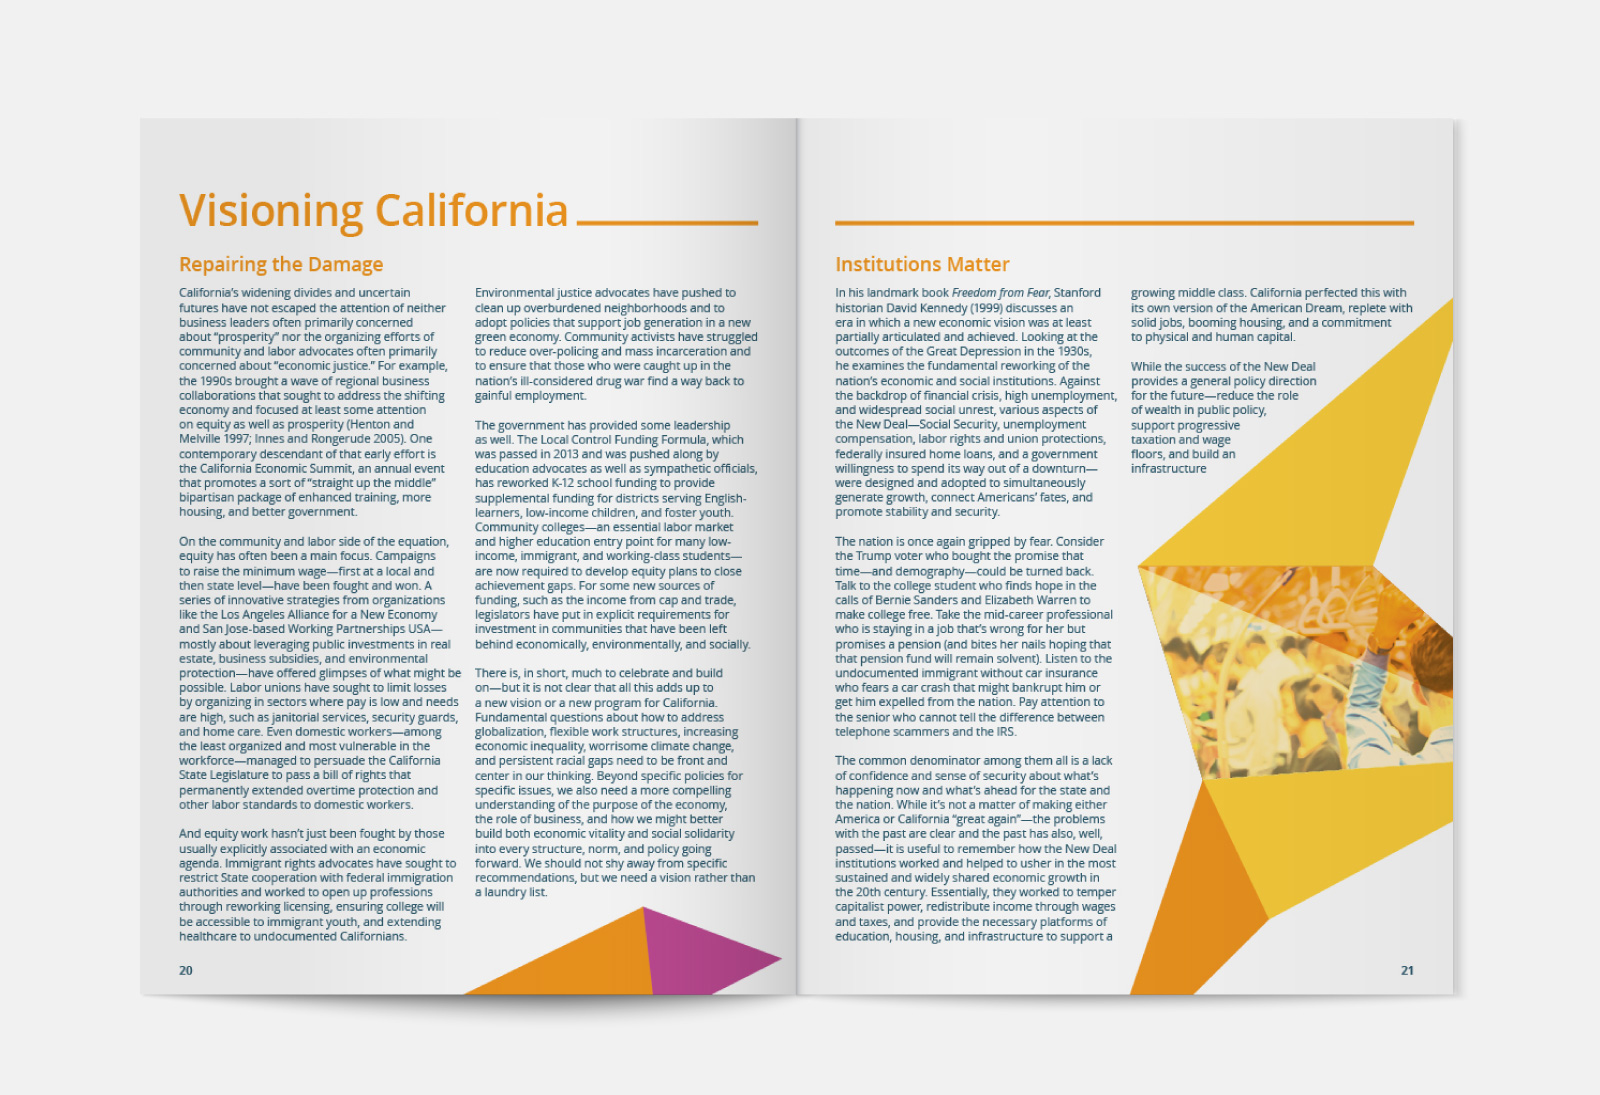 Visioning California
Repairing the Damage
California's widening divides and uncertain
futures have not escaped the attention of neither
business leaders often primarily concerned
about “prosperity” nor the organizing efforts of
community and labor advocates often primarily
concerned about “economic justice.” For example,
the 1990s brought a wave of regional business
collaborations that sought to address the shifting
economy and focused at least some attention
on equity as well as prosperity (Henton and
Melville 1997; Innes and Rongerude 2005). One
contemporary descendant of that early effort is
the California Economic Summit, an annual event
that promotes a sort of “straight up the middle”
bipartisan package of enhanced training, more
housing, and better government.
On the community and labor side of the equation,
equity has often been a main focus. Campaigns
to raise the minimum wage—first at a local and
then state level—have been fought and won. A
series of innovative strategies from organizations
like the Los Angeles Alliance for a New Economy
and San Jose-based Working Partnerships USA—
mostly about leveraging public investments in real
estate, business subsidies, and environmental
protection—have offered glimpses of what might be
possible. Labor unions have sought to limit losses
by organizing in sectors where pay is low and needs
are high, such as janitorial services, security guards,
and home care. Even domestic workers—among
the least organized and most vulnerable in the
workforce—managed to persuade the California
State Legislature to pass a bill of rights that
permanently extended overtime protection and
other labor standards to domestic workers.
And equity work hasn't just been fought by those
usually explicitly associated with an economic
agenda. Immigrant rights advocates have sought to
restrict State cooperation with federal immigration
authorities and worked to open up professions
through reworking licensing, ensuring college will
be accessible to immigrant youth, and extending
healthcare to undocumented Californians.
Environmental justice advocates have pushed to
clean up overburdened neighborhoods and to
adopt policies that support job generation in a new
green economy. Community activists have struggled
to reduce over-policing and mass incarceration and
to ensure that those who were caught up in the
nation's ill-considered drug war find a way back to
gainful employment.
The government has provided some leadership
as well. The Local Control Funding Formula, which
was passed in 2013 and was pushed along by
education advocates as well as sympathetic officials,
has reworked K-12 school funding to provide
supplemental funding for districts serving English-
learners, low-income children, and foster youth.
Community colleges—an essential labor market
and higher education entry point for many low-
income, immigrant, and working-class students—
are now required to develop equity plans to close
achievement gaps. For some new sources of
funding, such as the income from cap and trade,
legislators have put in explicit requirements for
investment in communities that have been left
behind economically, environmentally, and socially.
There is, in short, much to celebrate and build
on—but it is not clear that all this adds up to
a new vision or a new program for California.
Fundamental questions about how to address
globalization, flexible work structures, increasing
economic inequality, worrisome climate change,
and persistent racial gaps need to be front and
center in our thinking. Beyond specific policies for
specific issues, we also need a more compelling
understanding of the purpose of the economy,
the role of business, and how we might better
build both economic vitality and social solidarity
into every structure, norm, and policy going
forward. We should not shy away from specific
recommendations, but we need a vision rather than
a laundry list.
20
Institutions Matter
In his landmark book Freedom from Fear, Stanford
historian David Kennedy (1999) discusses an
era in which a new economic vision was at least
partially articulated and achieved. Looking at the
outcomes of the Great Depression in the 1930s,
he examines the fundamental reworking of the
nation's economic and social institutions. Against
the backdrop of financial crisis, high unemployment,
and widespread social unrest, various aspects of
the New Deal—Social Security, unemployment
compensation, labor rights and union protections,
federally insured home loans, and a government
willingness to spend its way out of a downturn—
were designed and adopted to simultaneously
generate growth, connect Americans' fates, and
promote stability and security.
The nation is once again gripped by fear. Consider
the Trump voter who bought the promise that
time—and demography—could be turned back.
Talk to the college student who finds hope in the
calls of Bernie Sanders and Elizabeth Warren to
make college free. Take the mid-career professional
who is staying in a job that's wrong for her but
promises a pension (and bites her nails hoping that
that pension fund will remain solvent). Listen to the
undocumented immigrant without car insurance
who fears a car crash that might bankrupt him or
get him expelled from the nation. Pay attention to
the senior who cannot tell the difference between
telephone scammers and the IRS.
The common denominator among them all is a lack
of confidence and sense of security about what's
happening now and what's ahead for the state and
the nation. While it's not a matter of making either
America or California “great again”—the problems
with the past are clear and the past has also, well,
passed—it is useful to remember how the New Deal
institutions worked and helped to usher in the most
sustained and widely shared economic growth in
the 20th century. Essentially, they worked to temper
capitalist power, redistribute income through wages
and taxes, and provide the necessary platforms of
education, housing, and infrastructure to support a
growing middle class. California perfected this with
its own version of the American Dream, replete with
solid jobs, booming housing, and a commitment
to physical and human capital.
While the success of the New Deal
provides a general policy direction
for the future—reduce the role
of wealth in public policy,
support progressive
taxation and wage
floors, and build an
infrastructure
21